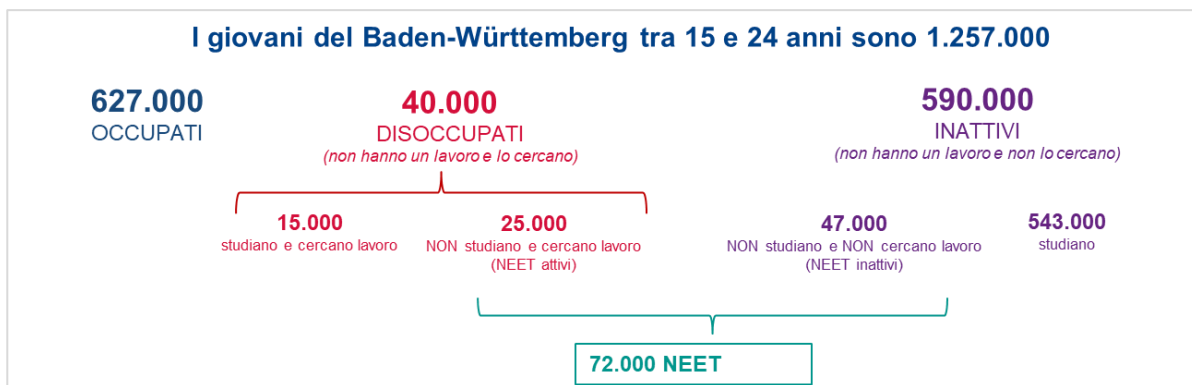 I giovani del Baden-Württemberg tra 15 e 24 anni sono 1.257.000
627.000
OCCUPATI
40.000
DISOCCUPATI
(non hanno un lavoro e lo cercano)
590.000
INATTIVI
(non hanno un lavoro e non lo cercano)
15.000
studiano e cercano lavoro
25.000
NON studiano e cercano lavoro
(NEET attivi)
47.000
NON studiano e NON cercano lavoro
(NEET inattivi)
543.000
studiano
72.000 NEET